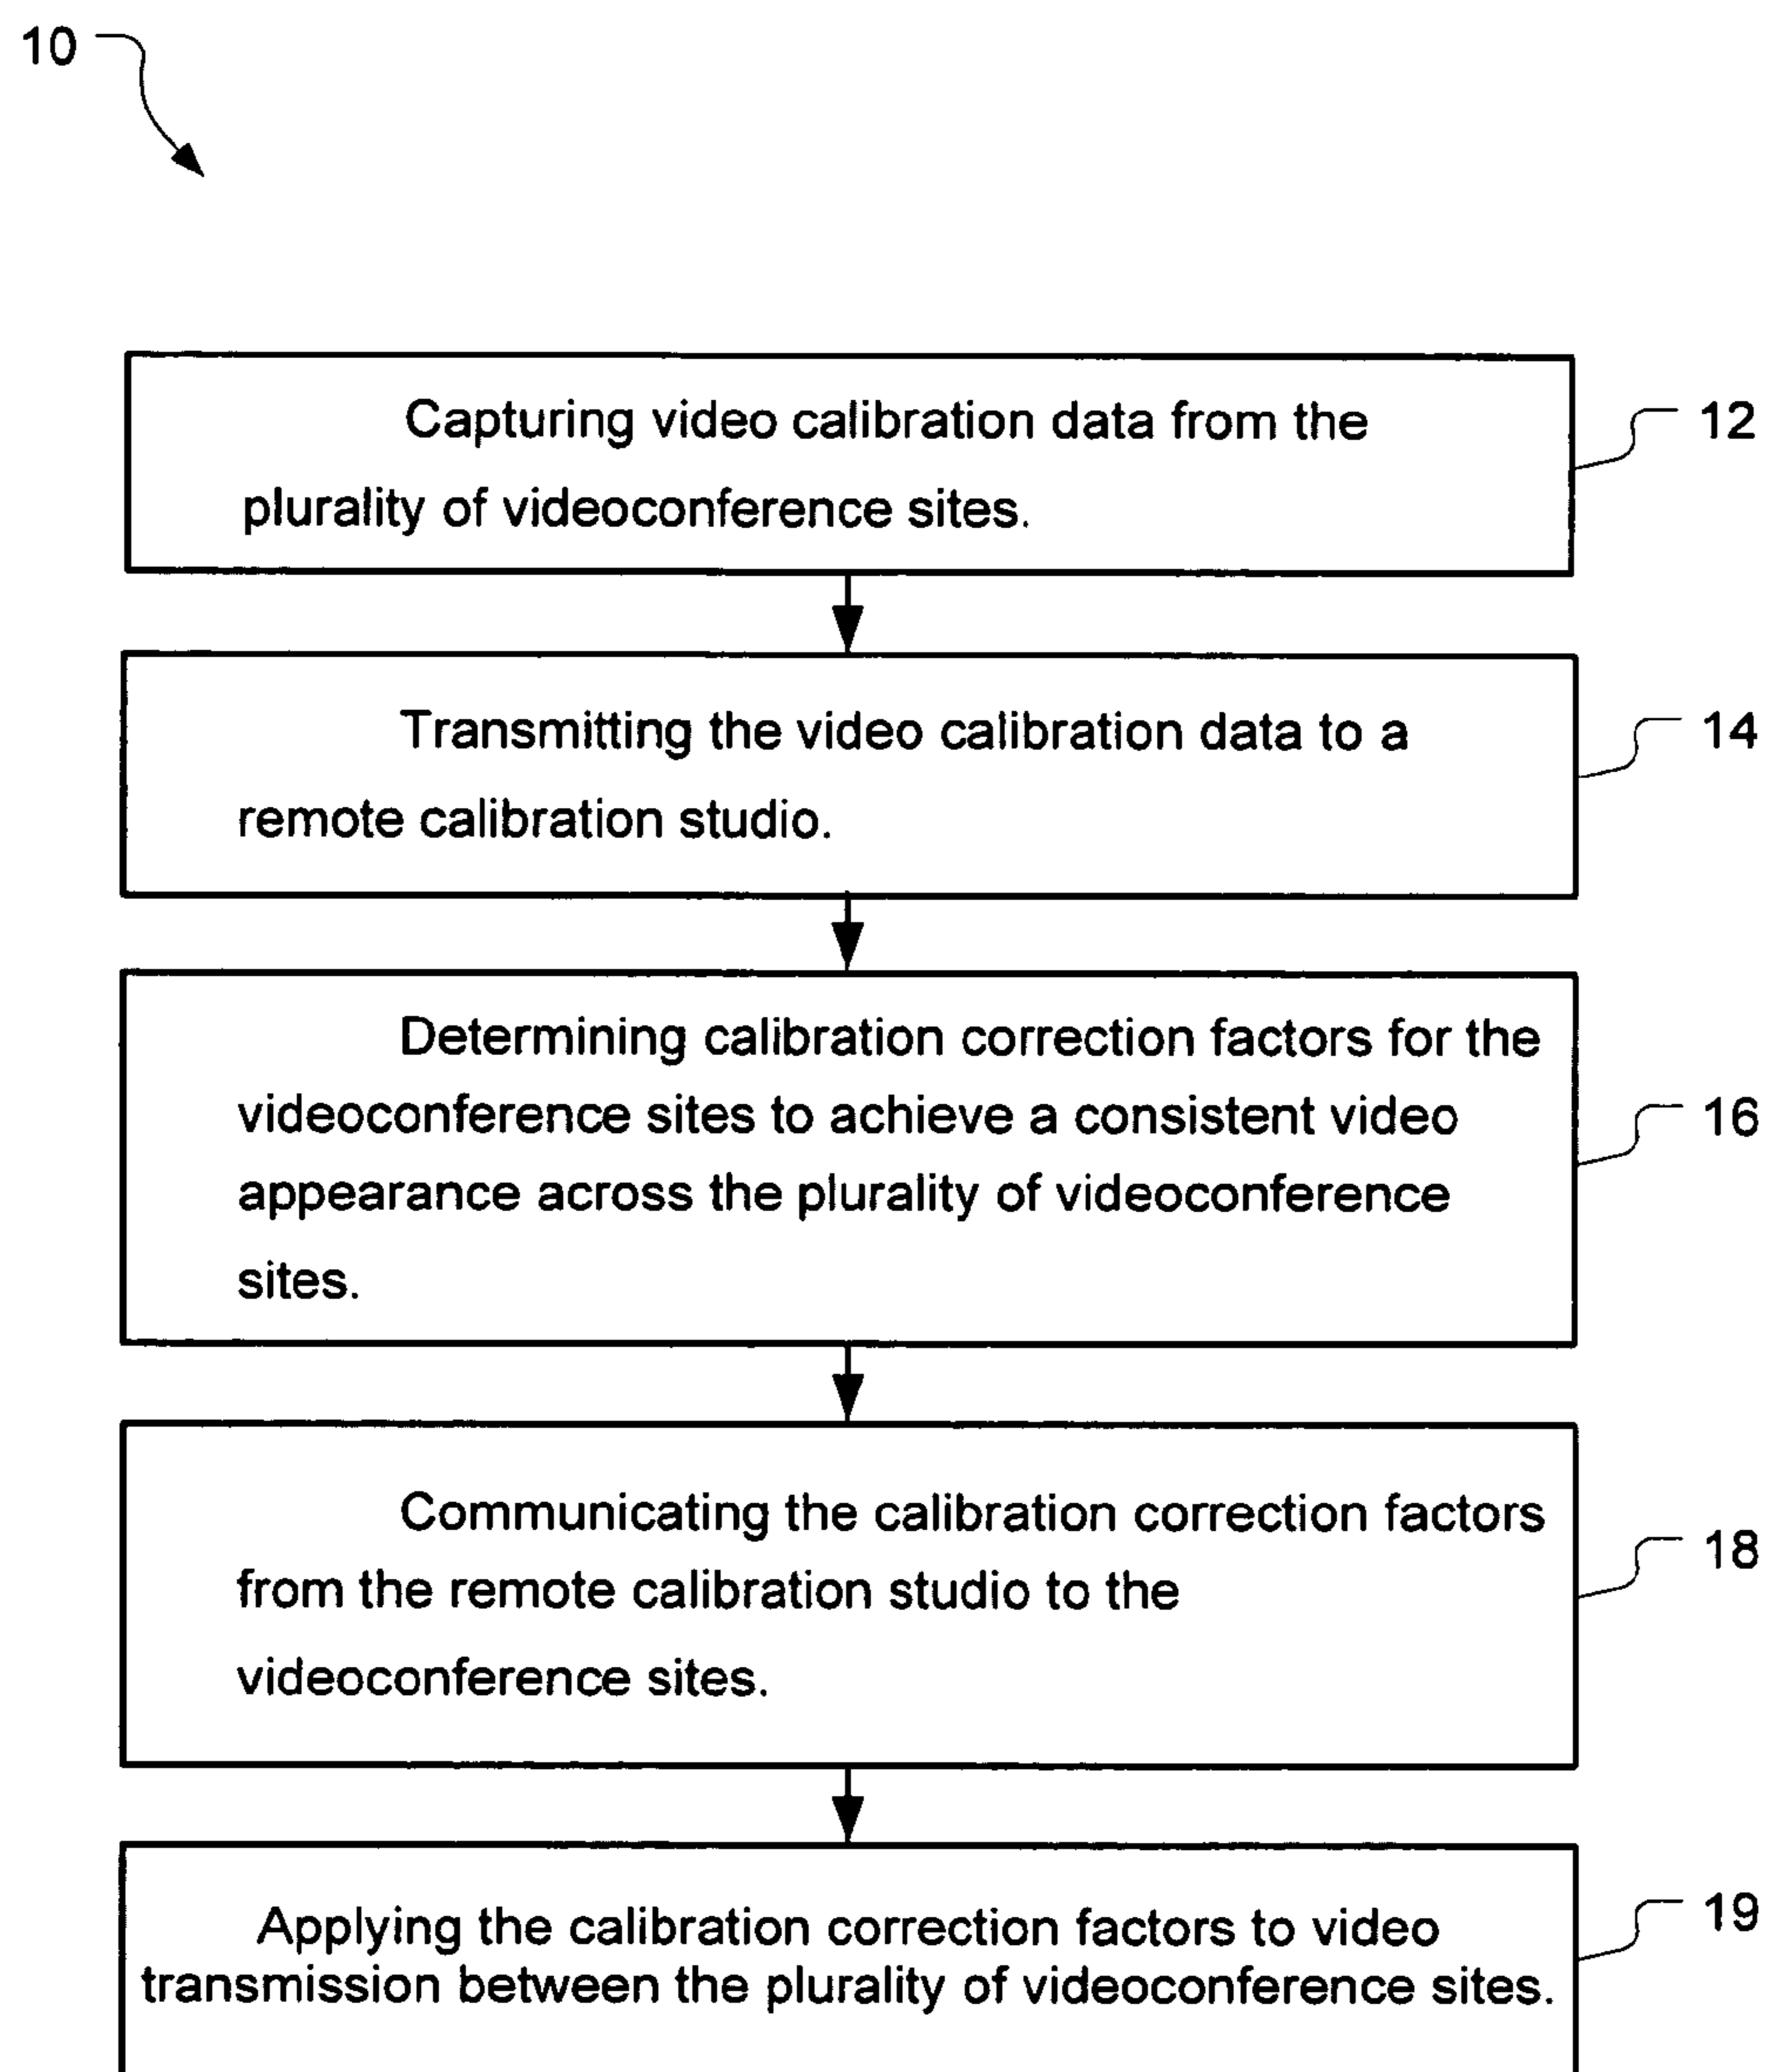 10
Capturing video calibration data from the
plurality of videoconference sites.
12
Transmitting the video calibration data to a
remote calibration studio.
14
Determining calibration correction factors for the
videoconference sites to achieve a consistent video
appearance across the plurality of videoconference
sites.
16
Communicating the calibration correction factors
from the remote calibration studio to the
videoconference sites.
18
Applying the calibration correction factors to video
transmission between the plurality of videoconference sites.
19